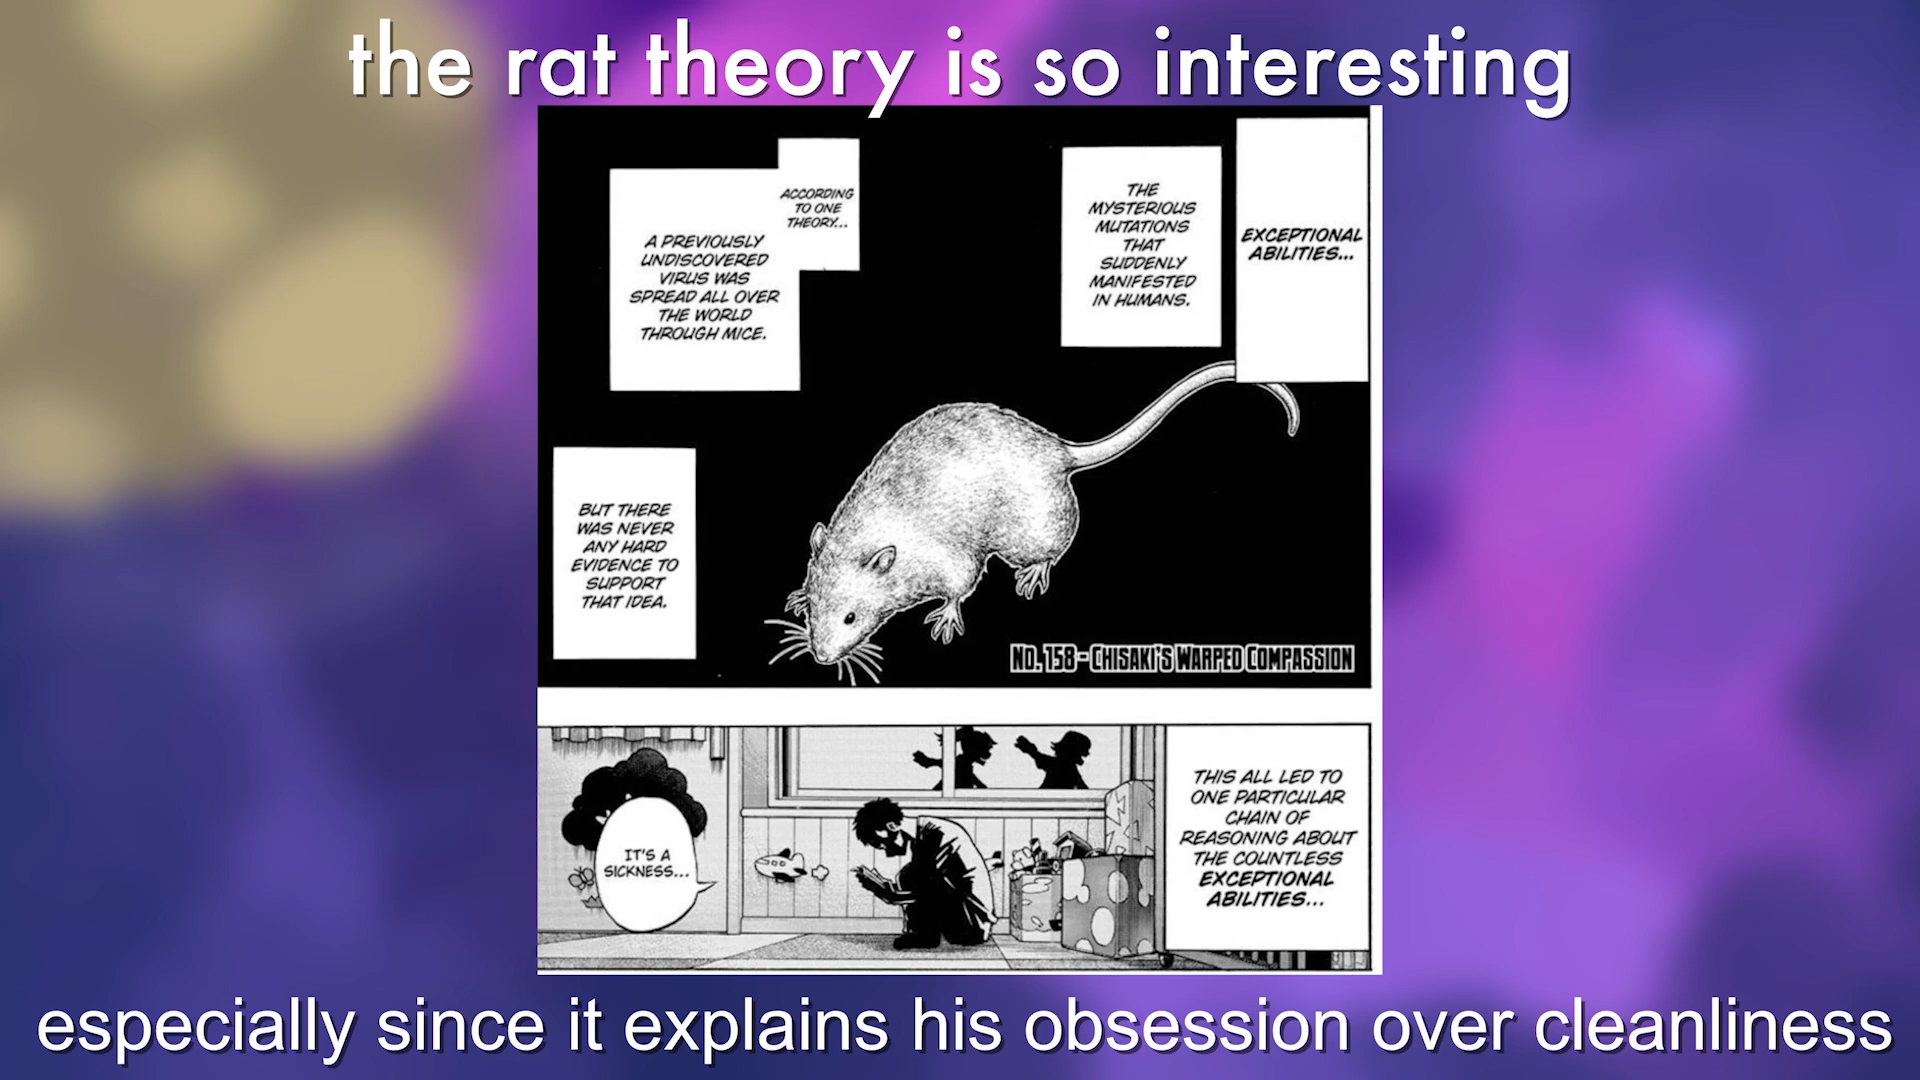 the rat theory is so interesting
EXCEPTIONAL
ABILITIES...
THE
MYSTERIOUS
MUTATIONS
THAT
SUDDENLY
MANIFESTED
IN HUMANS.
ACCORDING
TO ONE
THEORY...
A PREVIOUSLY
UNDISCOVERED
VIRUS WAS
SPREAD ALL OVER
THE WORLD
THROUGH MICE.
BUT THERE
WAS NEVER
ANY HARD
EVIDENCE TO
SUPPORT
THAT IDEA.
NO. 158 - CHISAKI'S WARPED COMPASSION
THIS ALL LED TO
ONE PARTICULAR
CHAIN OF
REASONING ABOUT
THE COUNTLESS
EXCEPTIONAL
ABILITIES...
IT'S A
SICKNESS...
especially since it explains his obsession over cleanliness